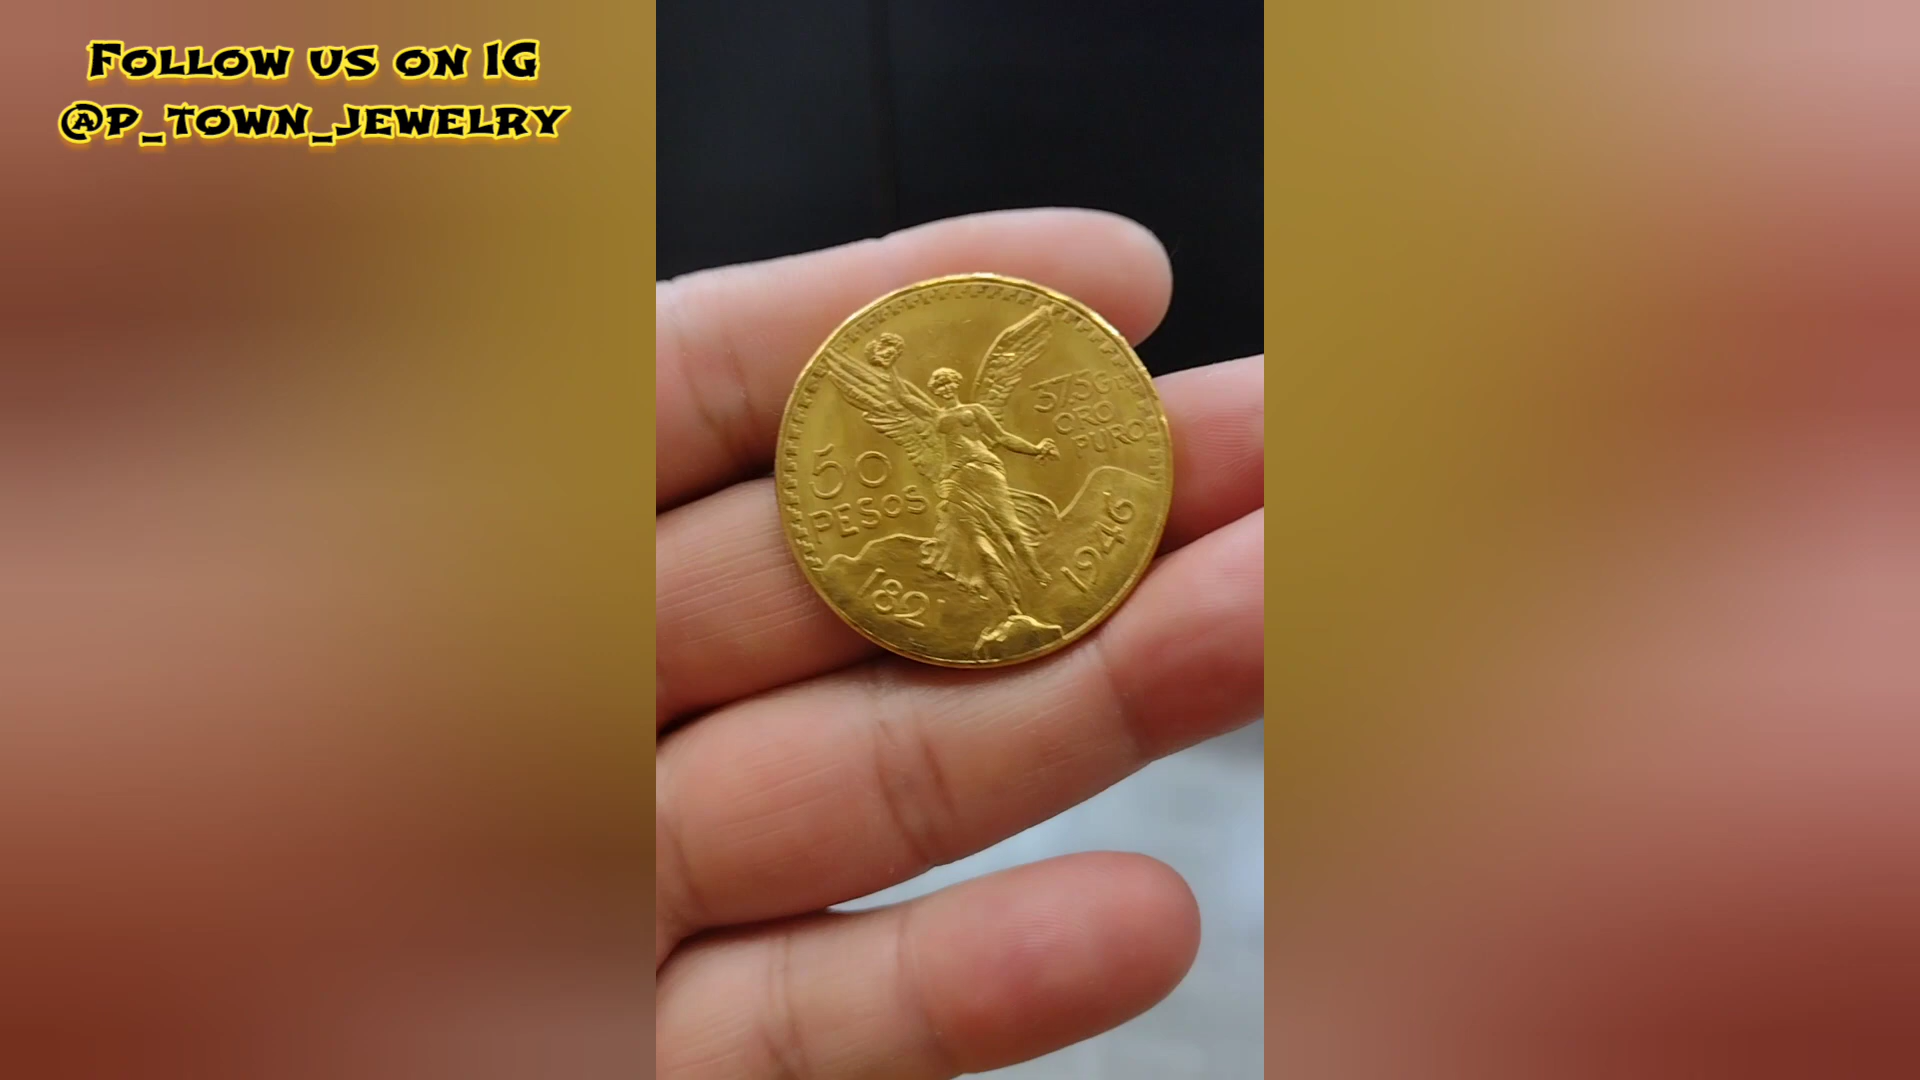 Follow us on IG
@p_town_jewelry
37.5 Gr
ORO
PURO
50
PESOS
1821
1946